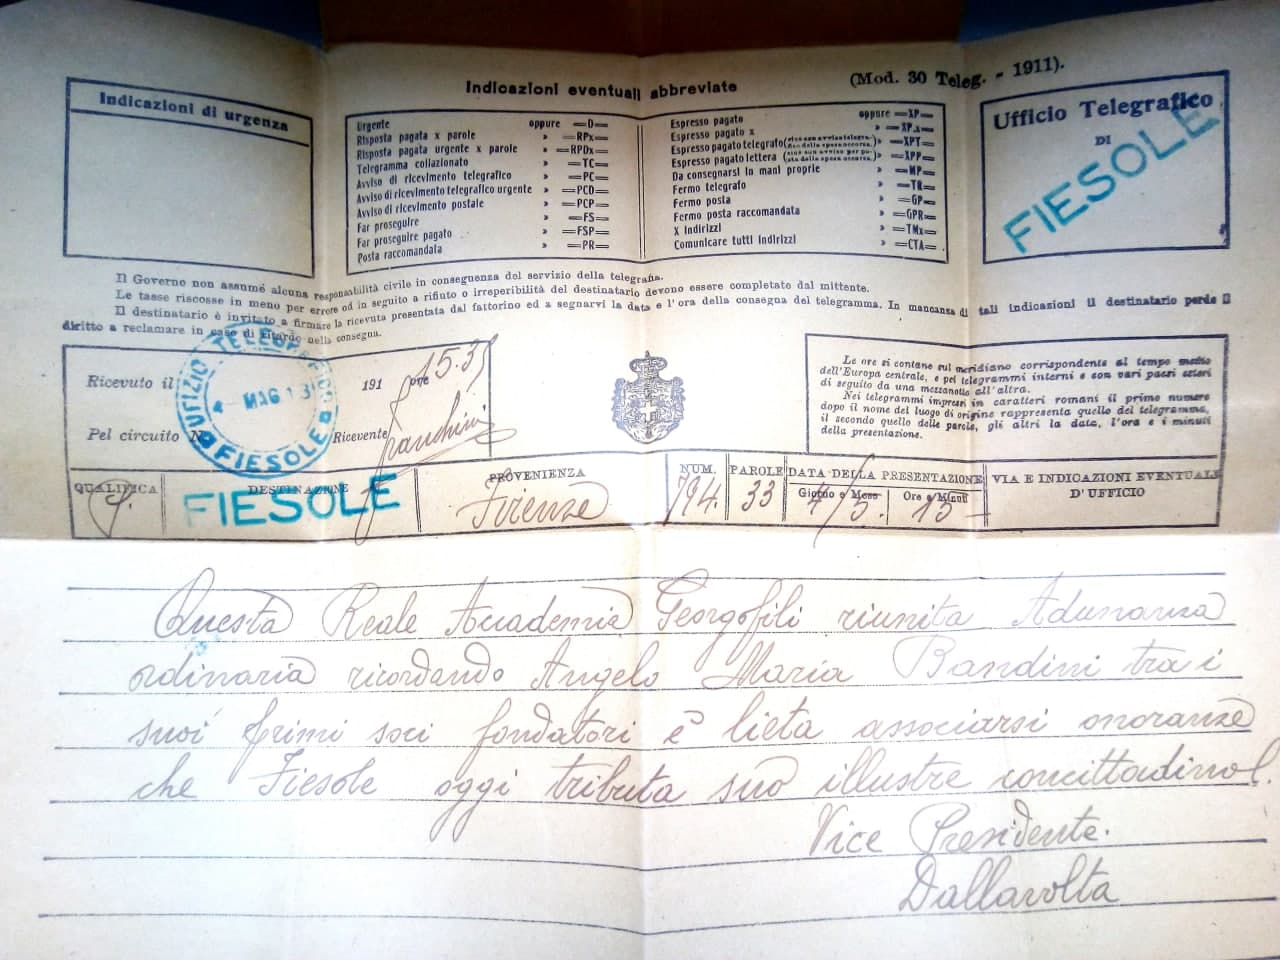 (Mod. 30 Teleg. - 1911).
Indicazioni eventuali abbreviate
Indicazioni di urgenza
Urgente oppure =D=
Risposta pagata x parole » =RPx=
Risposta pagata urgente x parole » =RPDx=
Telegramma collazionato » =TC=
Avviso di ricevimento telegrafico » =PC=
Avviso di ricevimento telegrafico urgente » =PCD=
Avviso di ricevimento postale » =PCP=
Far proseguire » =FS=
Far proseguire pagato » =FSP=
Posta raccomandata » =PR=
Espresso pagato oppure =XP=
Espresso pagato x » =XPx=
Espresso pagato telegrafo » =XPT=
Espresso pagato lettera » =XPP=
Da consegnarsi in mani proprie » =MP=
Fermo telegrafo » =TR=
Fermo posta » =GP=
Fermo posta raccomandata » =GPR=
X indirizzi » =TMx=
Comunicare tutti indirizzi » =CTA=
Ufficio Telegrafico
DI
FIESOLE
Il Governo non assume alcuna responsabilità civile in conseguenza del servizio della telegrafia.
Le tasse riscosse in meno per errore od in seguito a rifiuto o irreperibilità del destinatario devono essere completate dal mittente.
Il destinatario è invitato a firmare la ricevuta presentata dal fattorino ed a segnarvi la data e l'ora della consegna del telegramma. In mancanza di tali indicazioni il destinatario perde il
diritto a reclamare in caso di ritardo nella consegna.
Ricevuto il 191 ore 15.35
Pel circuito N. Ricevente
4 MAG 13
FIESOLE
Le ore si contano sul meridiano corrispondente al tempo medio
dell'Europa centrale, e pei telegrammi interni e con vari paesi esteri
di seguito da una mezzanotte all'altra.
Nei telegrammi impressi in caratteri romani il primo numero
dopo il nome del luogo di origine rappresenta quello del telegramma,
il secondo quello delle parole, gli altri la data, l'ora e i minuti
della presentazione.
QUALIFICA DESTINAZIONE PROVENIENZA NUM. PAROLE DATA DELLA PRESENTAZIONE VIA E INDICAZIONI EVENTUALI
Giorno e Mese Ore e Minuti D'UFFICIO
FIESOLE Firenze 794. 33 4/5. 15 -
Questa Reale Accademia Georgofili riunita Adunanza
ordinaria ricordando Angelo Maria Bandini tra i
suoi primi soci fondatori è lieta associarsi onoranze
che Fiesole oggi tributa suo illustre concittadino
Vice Presidente.
Dallavolta